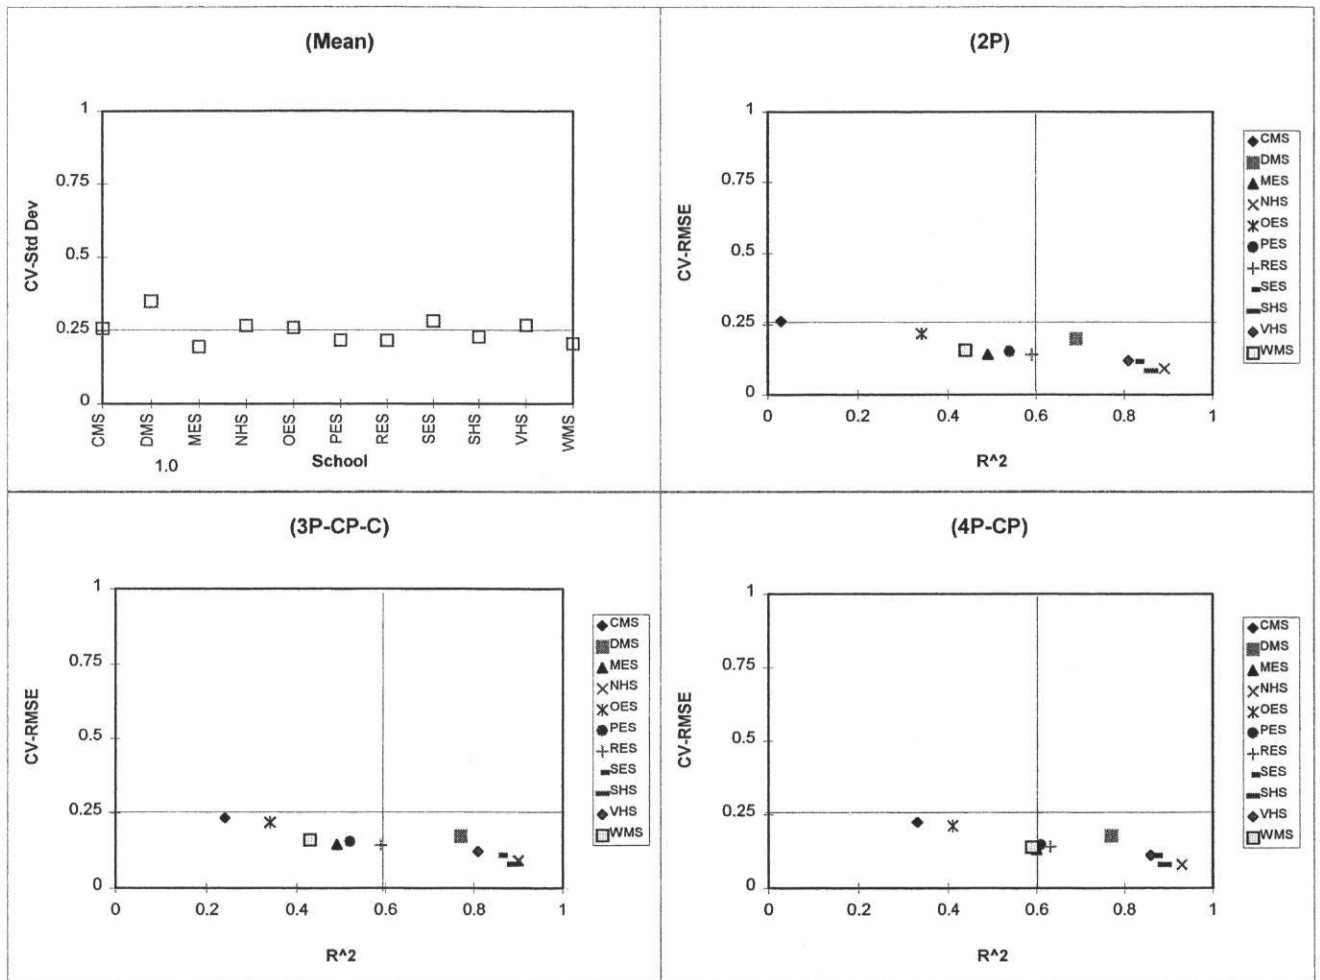 (Mean)
1
0.75
0.5
0.25
0
CV-Std Dev
CMS
DMS
MES
NHS
OES
PES
RES
SES
SHS
VHS
WMS
1.0
School
(2P)
1
0.75
0.5
0.25
0
CV-RMSE
0 0.2 0.4 0.6 0.8 1
R^2
CMS
DMS
MES
NHS
OES
PES
RES
SES
SHS
VHS
WMS
(3P-CP-C)
1
0.75
0.5
0.25
0
CV-RMSE
0 0.2 0.4 0.6 0.8 1
R^2
CMS
DMS
MES
NHS
OES
PES
RES
SES
SHS
VHS
WMS
(4P-CP)
1
0.75
0.5
0.25
0
CV-RMSE
0 0.2 0.4 0.6 0.8 1
R^2
CMS
DMS
MES
NHS
OES
PES
RES
SES
SHS
VHS
WMS